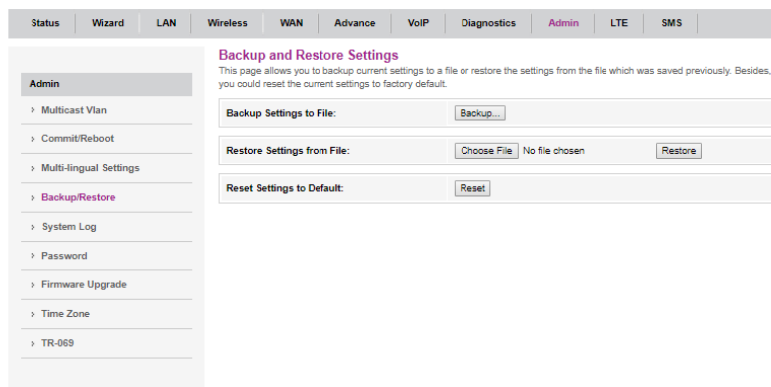 Status Wizard LAN Wireless WAN Advance VoIP Diagnostics Admin LTE SMS
Admin
› Multicast Vlan
› Commit/Reboot
› Multi-lingual Settings
› Backup/Restore
› System Log
› Password
› Firmware Upgrade
› Time Zone
› TR-069
Backup and Restore Settings
This page allows you to backup current settings to a file or restore the settings from the file which was saved previously. Besides,
you could reset the current settings to factory default.
Backup Settings to File: Backup...
Restore Settings from File: Choose File No file chosen Restore
Reset Settings to Default: Reset